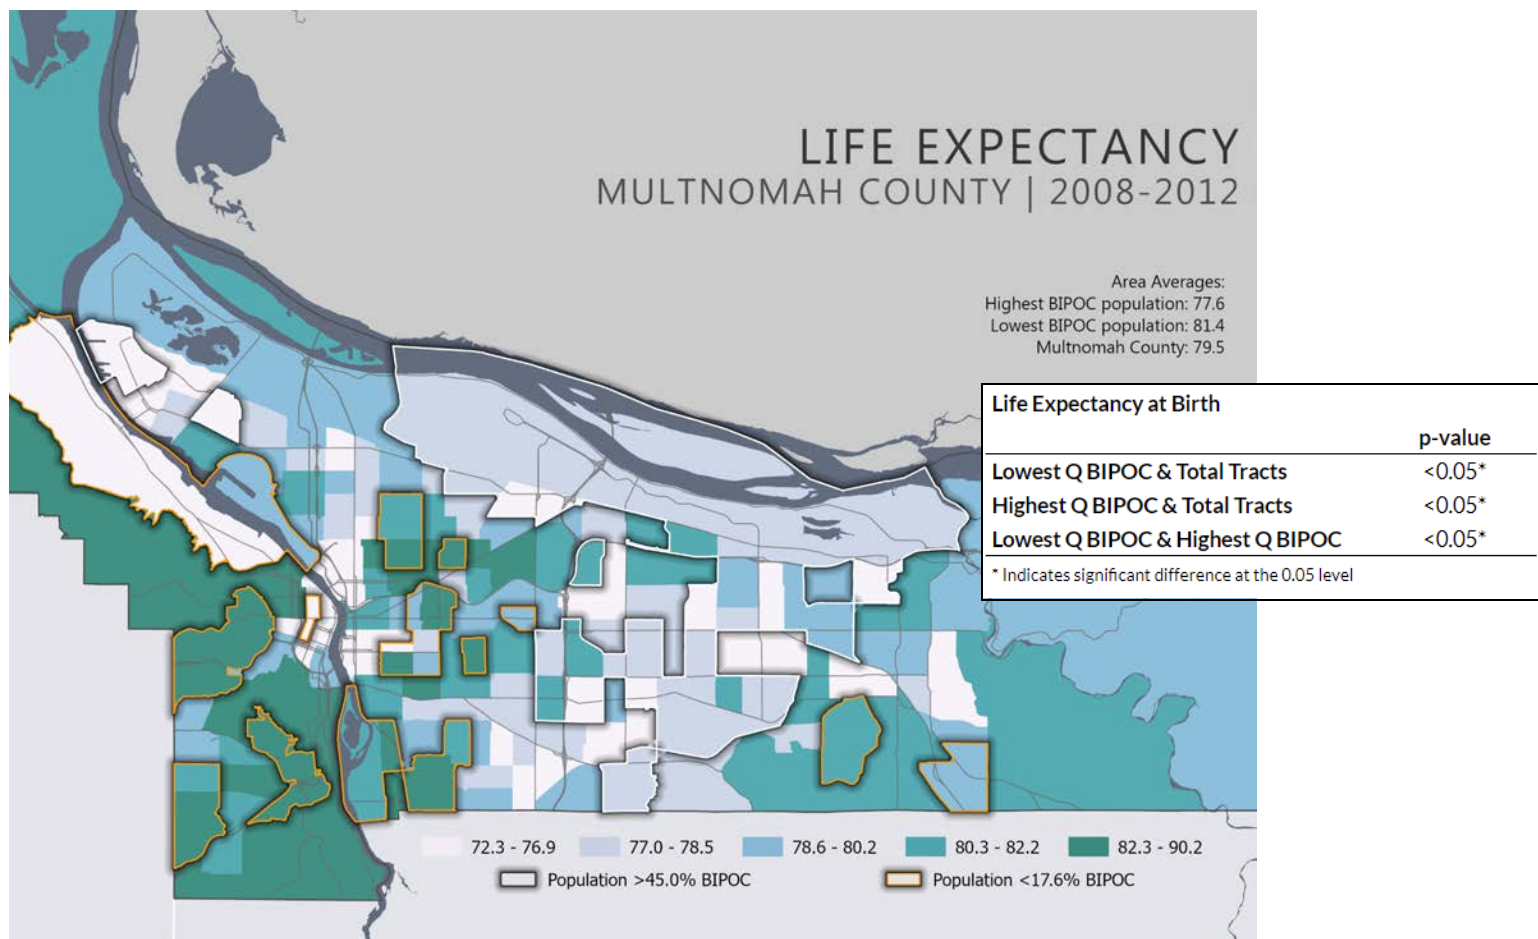 LIFE EXPECTANCY
MULTNOMAH COUNTY | 2008-2012
Area Averages:
Highest BIPOC population: 77.6
Lowest BIPOC population: 81.4
Multnomah County: 79.5
Life Expectancy at Birth
p-value
Lowest Q BIPOC & Total Tracts <0.05*
Highest Q BIPOC & Total Tracts <0.05*
Lowest Q BIPOC & Highest Q BIPOC <0.05*
* Indicates significant difference at the 0.05 level
72.3 - 76.9 77.0 - 78.5 78.6 - 80.2 80.3 - 82.2 82.3 - 90.2
Population >45.0% BIPOC Population <17.6% BIPOC